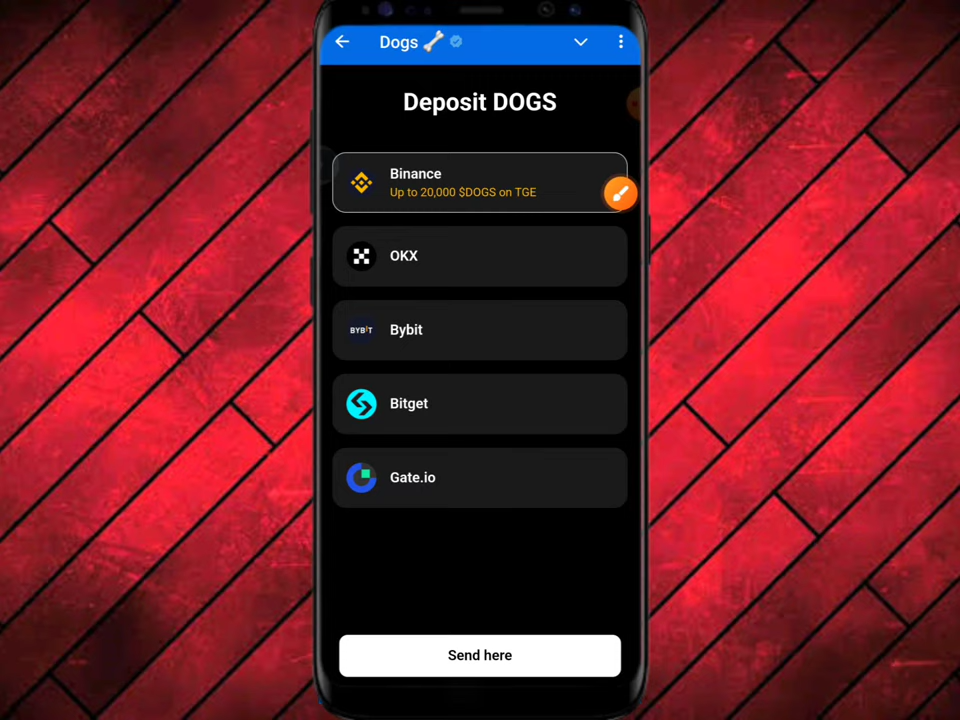 Dogs 🦴
Deposit DOGS
Binance
Up to 20,000 $DOGS on TGE
OKX
BYBIT
Bybit
Bitget
Gate.io
Send here